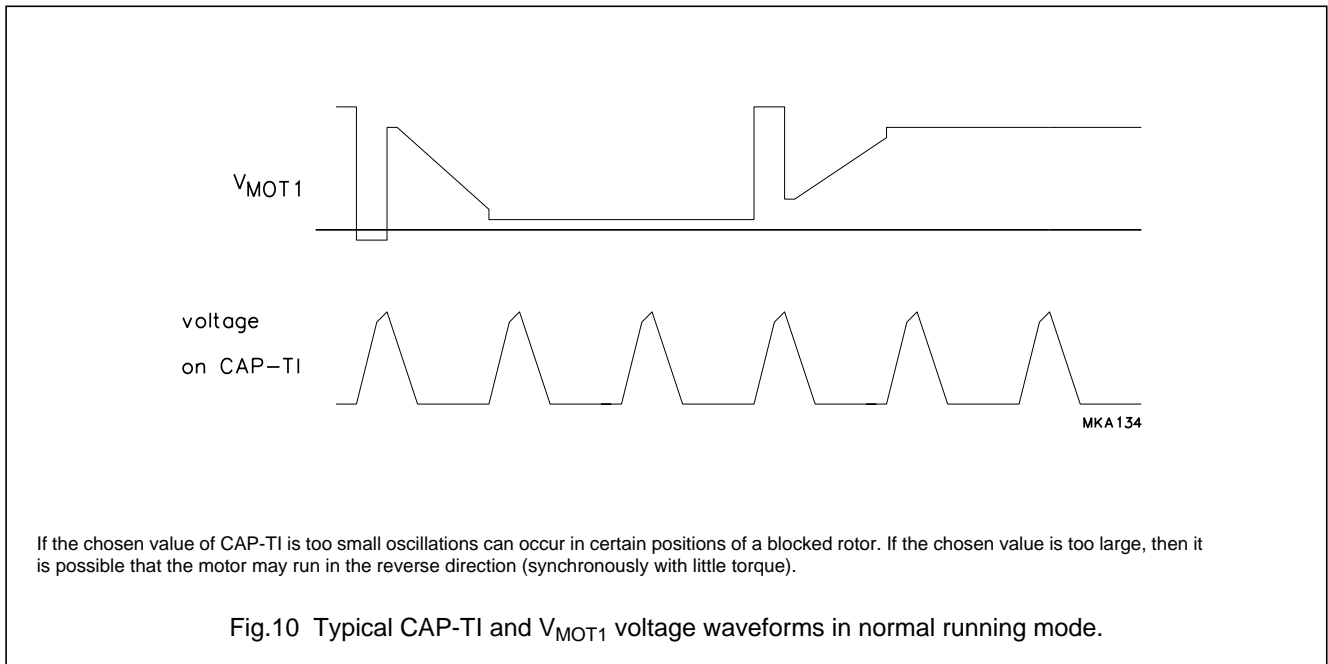 VMOT1
voltage
on CAP-TI
MKA134
If the chosen value of CAP-TI is too small oscillations can occur in certain positions of a blocked rotor. If the chosen value is too large, then it
is possible that the motor may run in the reverse direction (synchronously with little torque).
Fig.10 Typical CAP-TI and VMOT1 voltage waveforms in normal running mode.